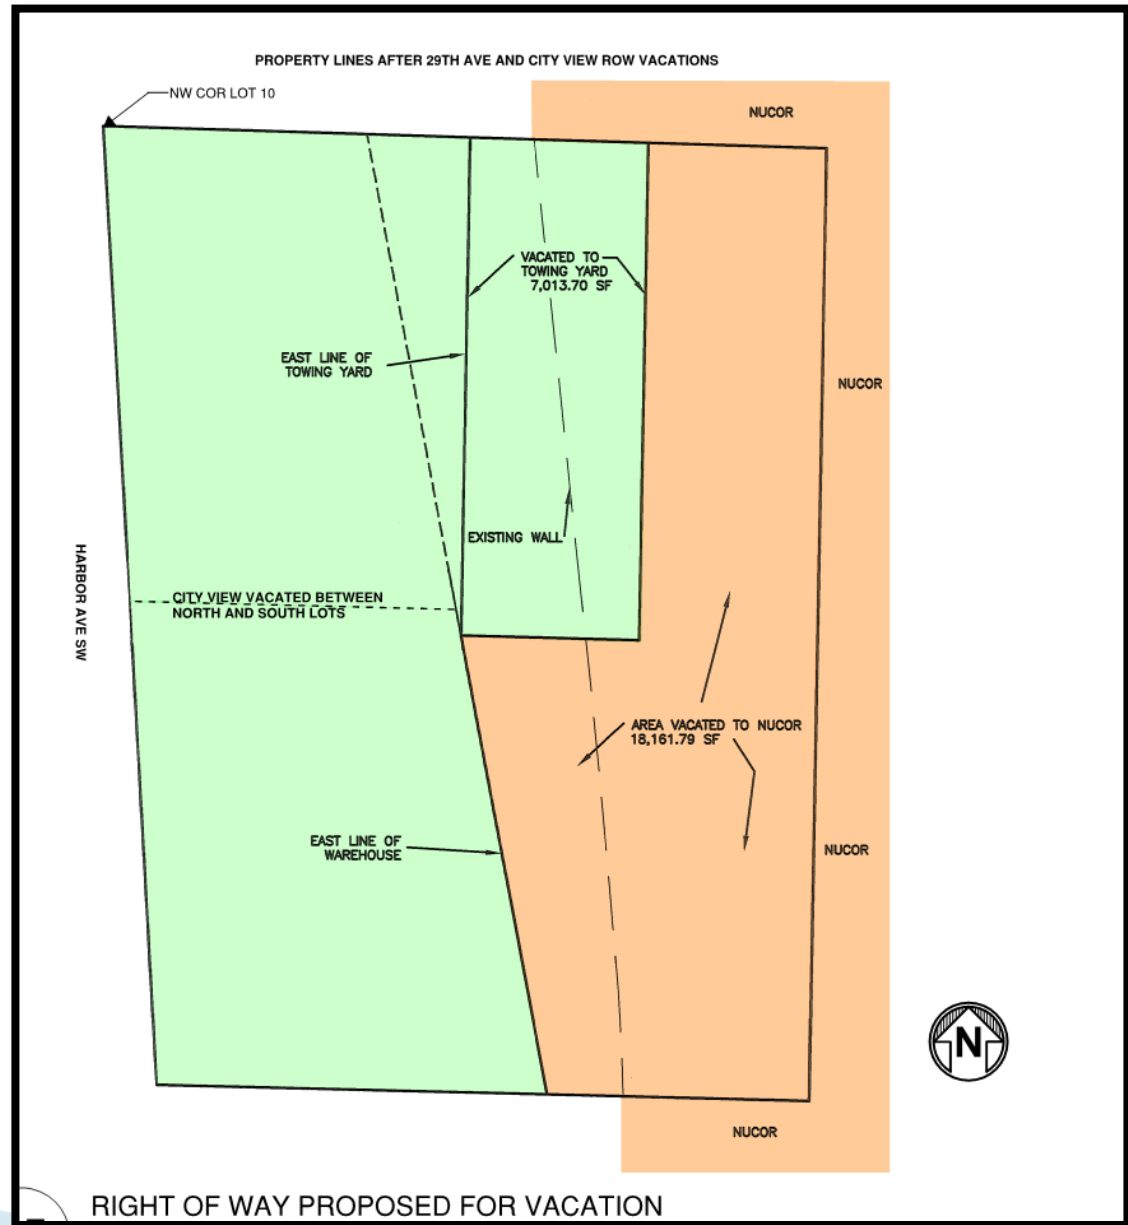 PROPERTY LINES AFTER 29TH AVE AND CITY VIEW ROW VACATIONS
NW COR LOT 10
NUCOR
VACATED TO
TOWING YARD
7,013.70 SF
EAST LINE OF
TOWING YARD
NUCOR
EXISTING WALL
HARBOR AVE SW
CITY VIEW VACATED BETWEEN
NORTH AND SOUTH LOTS
AREA VACATED TO NUCOR
18,161.79 SF
EAST LINE OF
WAREHOUSE
NUCOR
N
NUCOR
RIGHT OF WAY PROPOSED FOR VACATION